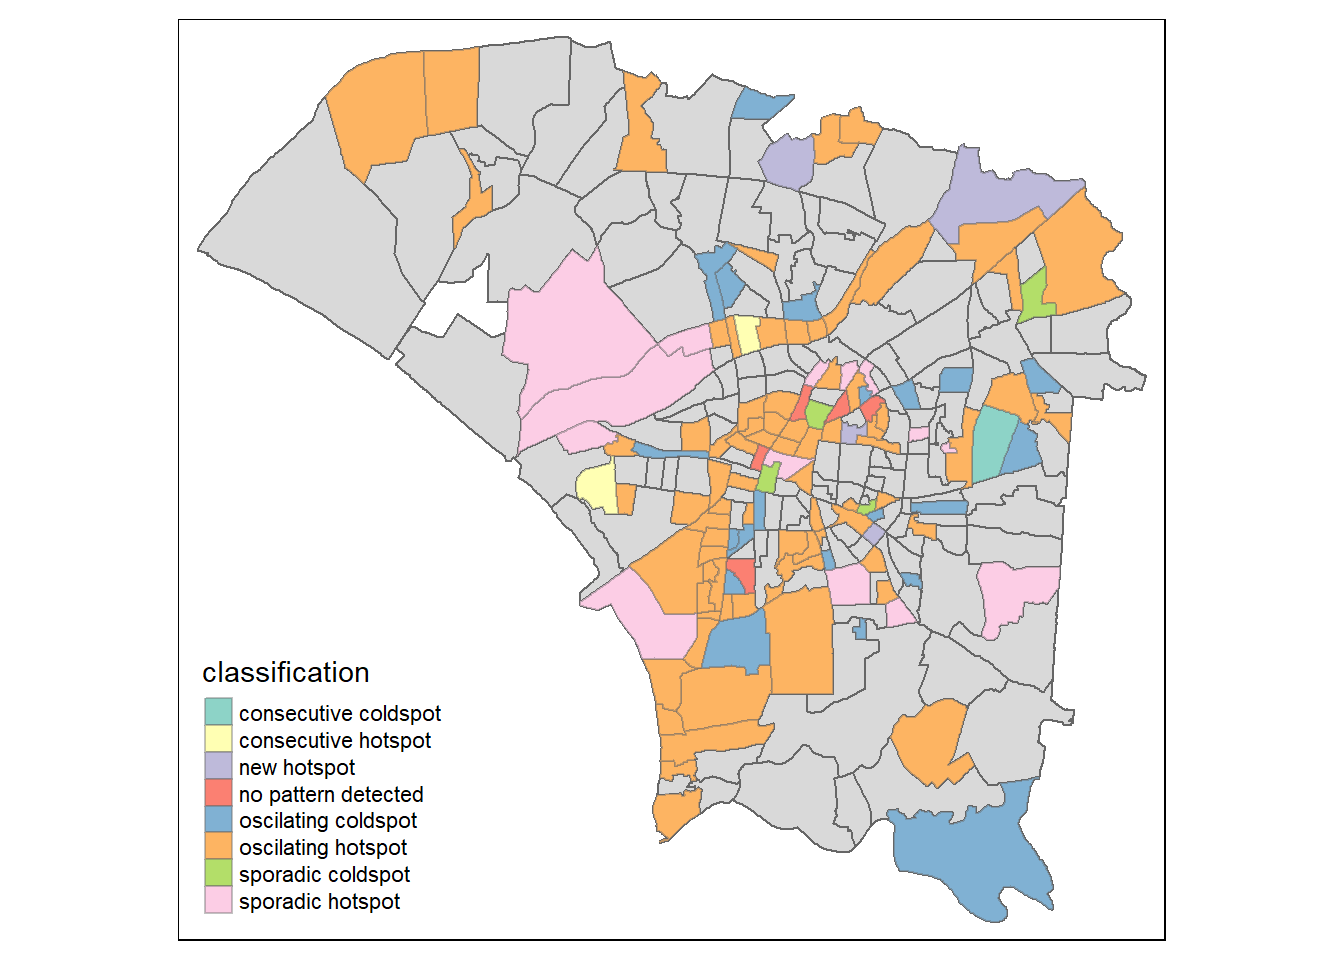 classification
consecutive coldspot
consecutive hotspot
new hotspot
no pattern detected
oscilating coldspot
oscilating hotspot
sporadic coldspot
sporadic hotspot